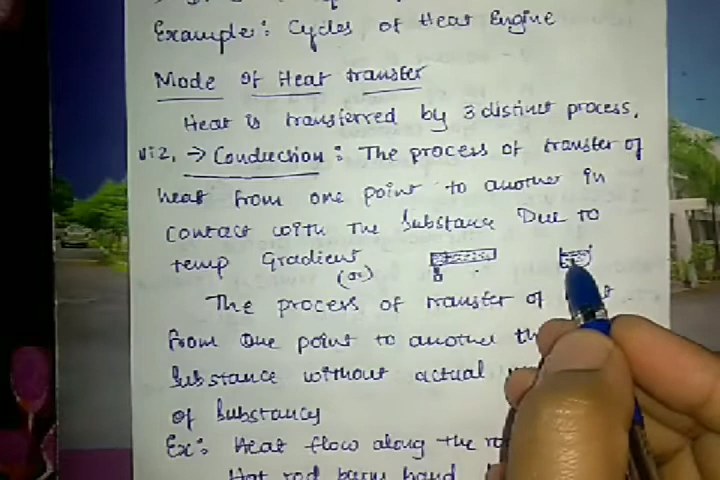 Example: Cycles of Heat Engine
Mode of Heat transfer
Heat is transferred by 3 distinct process,
viz, → Conduction: The process of transfer of
heat from one point to another in
contact with the substance Due to
temp Gradient
(or)
The process of transfer of
from one point to another
substance without actual
of substances
Ex: Heat flow along the
Hot rod burn hand